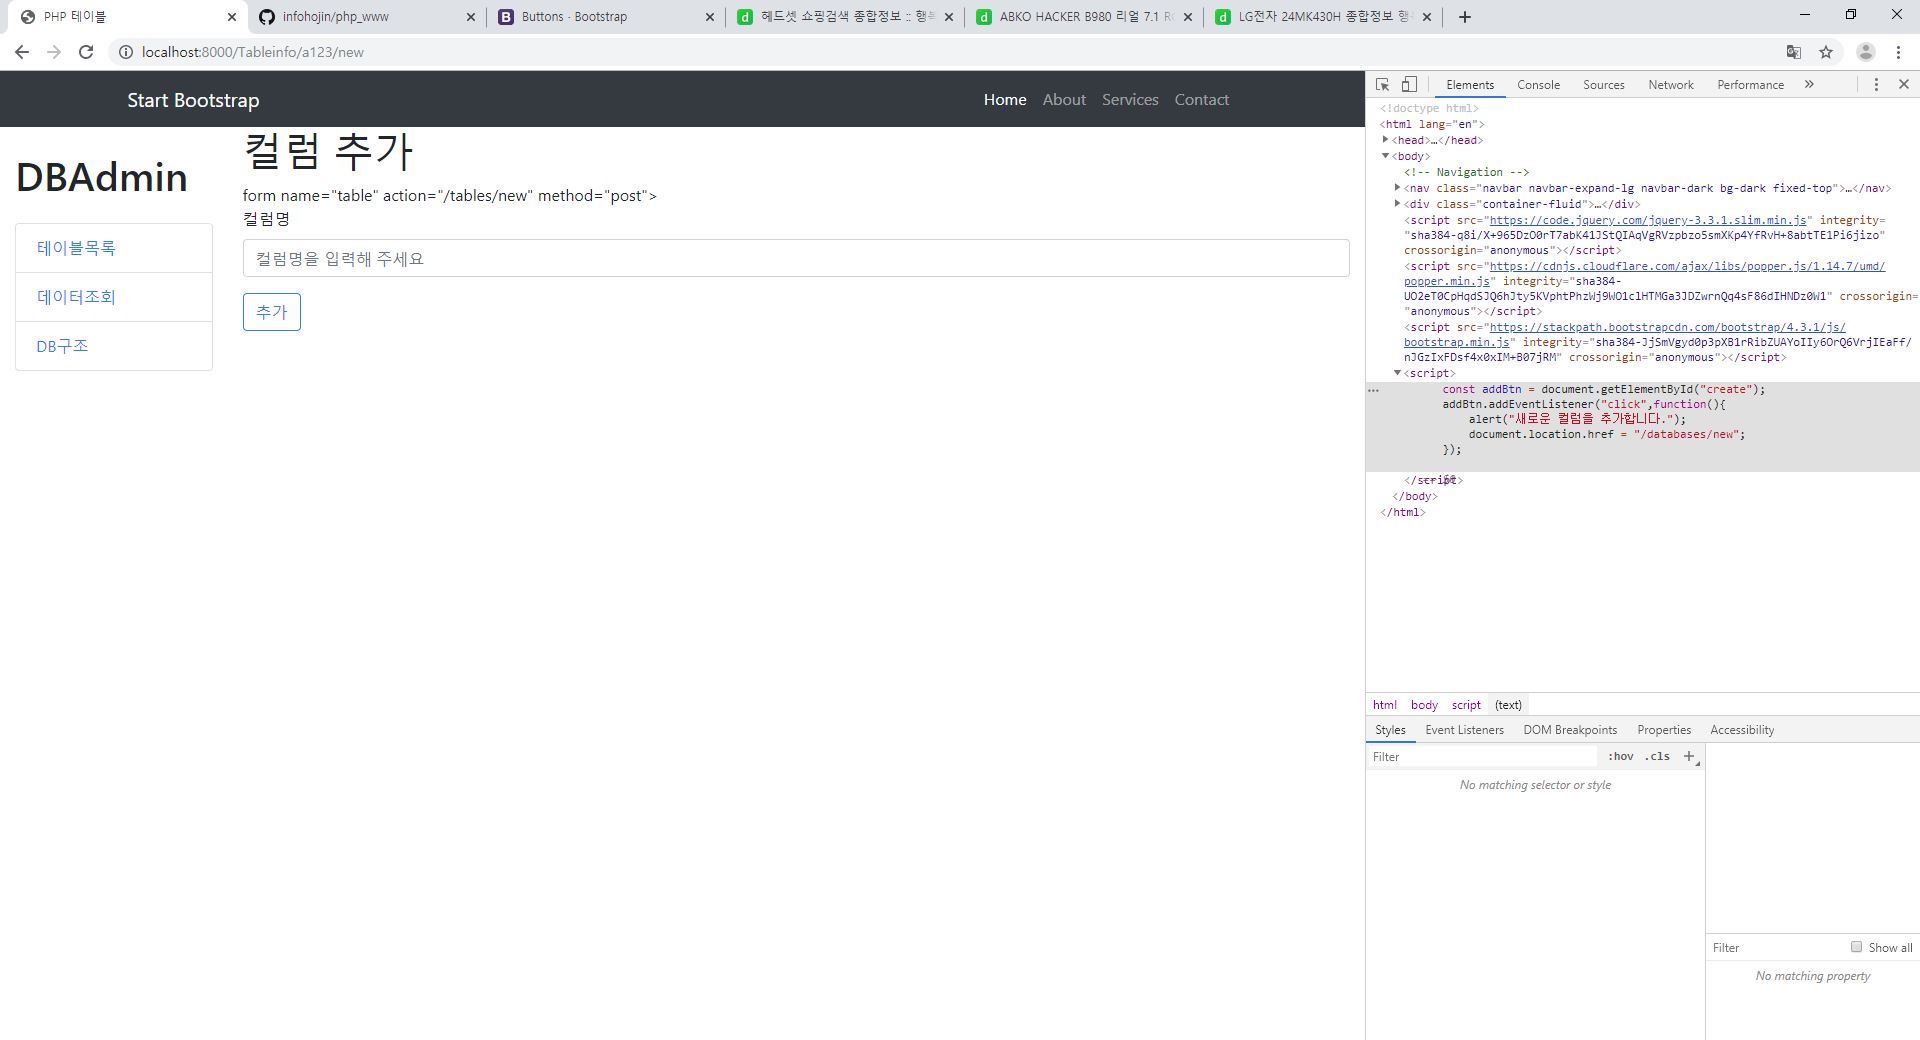 PHP 테이블
infohojin/php_www
Buttons · Bootstrap
헤드셋 쇼핑검색 종합정보 :: 행복
ABKO HACKER B980 리얼 7.1 RG
LG전자 24MK430H 종합정보 행복
localhost:8000/Tableinfo/a123/new
Start Bootstrap
Home About Services Contact
컬럼 추가
DBAdmin
form name="table" action="/tables/new" method="post">
컬럼명
컬럼명을 입력해 주세요
추가
테이블목록
데이터조회
DB구조
Elements Console Sources Network Performance
<!doctype html>
<html lang="en">
<head>…</head>
<body>
<!-- Navigation -->
<nav class="navbar navbar-expand-lg navbar-dark bg-dark fixed-top">…</nav>
<div class="container-fluid">…</div>
<script src="https://code.jquery.com/jquery-3.3.1.slim.min.js" integrity=
"sha384-q8i/X+965DzO0rT7abK41JStQIAqVgRVzpbzo5smXKp4YfRvH+8abtTE1Pi6jizo"
crossorigin="anonymous"></script>
<script src="https://cdnjs.cloudflare.com/ajax/libs/popper.js/1.14.7/umd/
popper.min.js" integrity="sha384-
UO2eT0CpHqdSJQ6hJty5KVphtPhzWj9WO1clHTMGa3JDZwrnQq4sF86dIHNDz0W1" crossorigin=
"anonymous"></script>
<script src="https://stackpath.bootstrapcdn.com/bootstrap/4.3.1/js/
bootstrap.min.js" integrity="sha384-JjSmVgyd0p3pXB1rRibZUAYoIIy6OrQ6VrjIEaFf/
nJGzIxFDsf4x0xIM+B07jRM" crossorigin="anonymous"></script>
<script>
const addBtn = document.getElementById("create");
addBtn.addEventListener("click",function(){
alert("새로운 컬럼을 추가합니다.");
document.location.href = "/databases/new";
});
</script>
</body>
</html>
html body script (text)
Styles Event Listeners DOM Breakpoints Properties Accessibility
Filter :hov .cls +
No matching selector or style
Filter Show all
No matching property